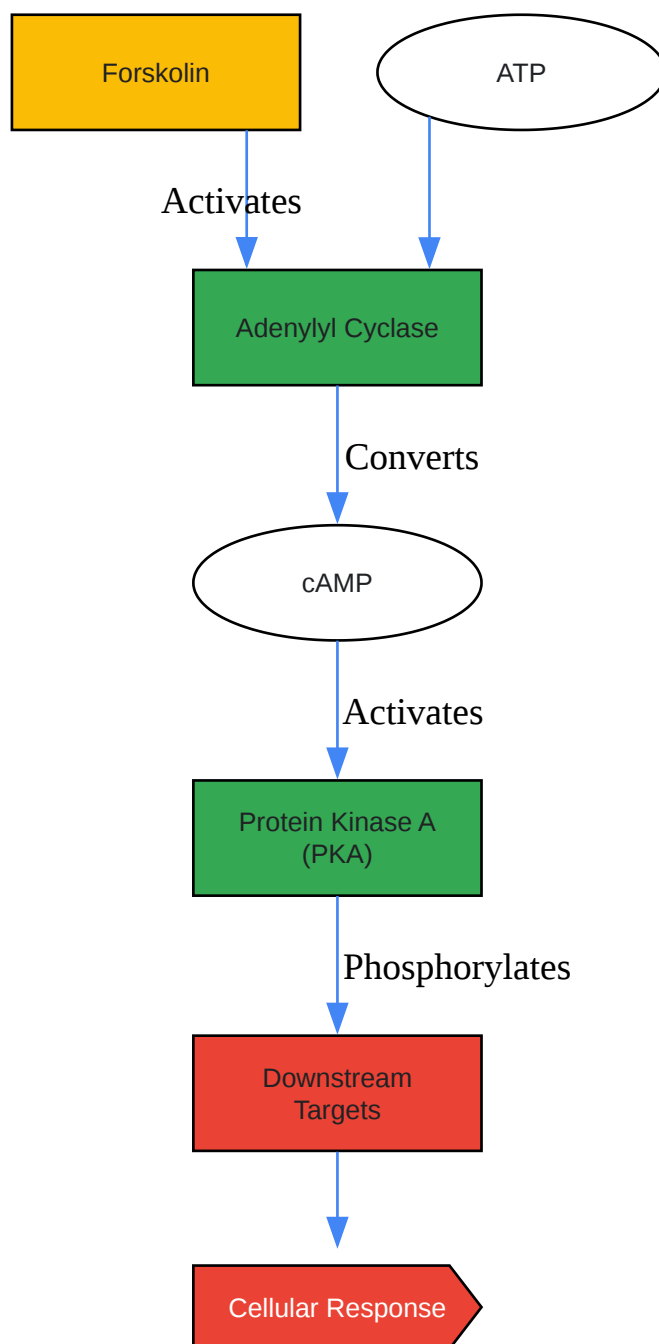 Forskolin
ATP
Activates
Adenylyl Cyclase
Converts
cAMP
Activates
Protein Kinase A
(PKA)
Phosphorylates
Downstream
Targets
Cellular Response